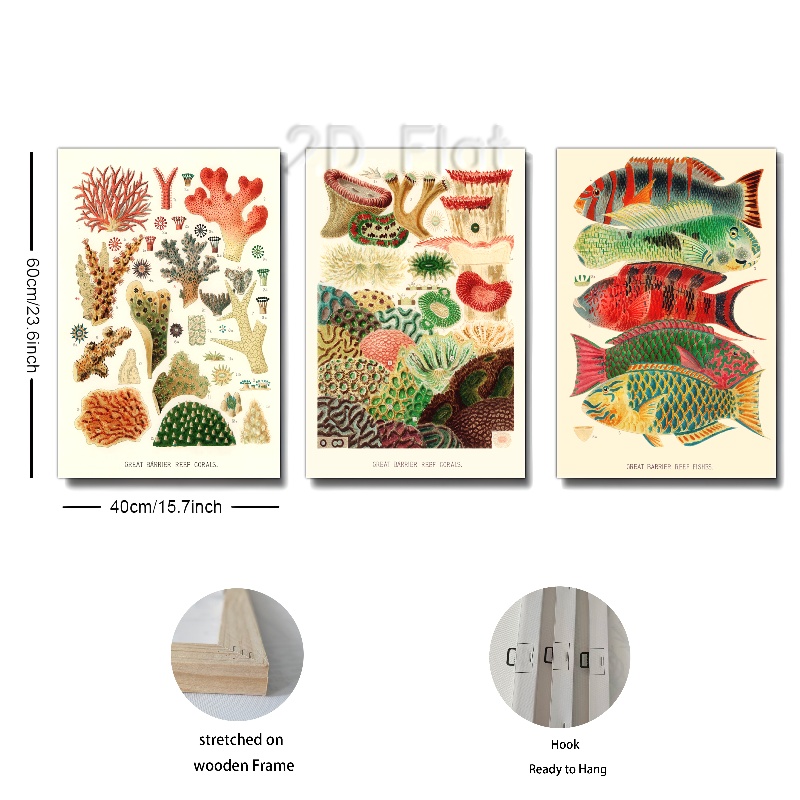 2D Flat
60cm/23.6inch
GREAT BARRIER REEF CORALS.
GREAT BARRIER REEF CORALS.
GREAT BARRIER REEF FISHES.
40cm/15.7inch
stretched on
wooden Frame
Hook
Ready to Hang